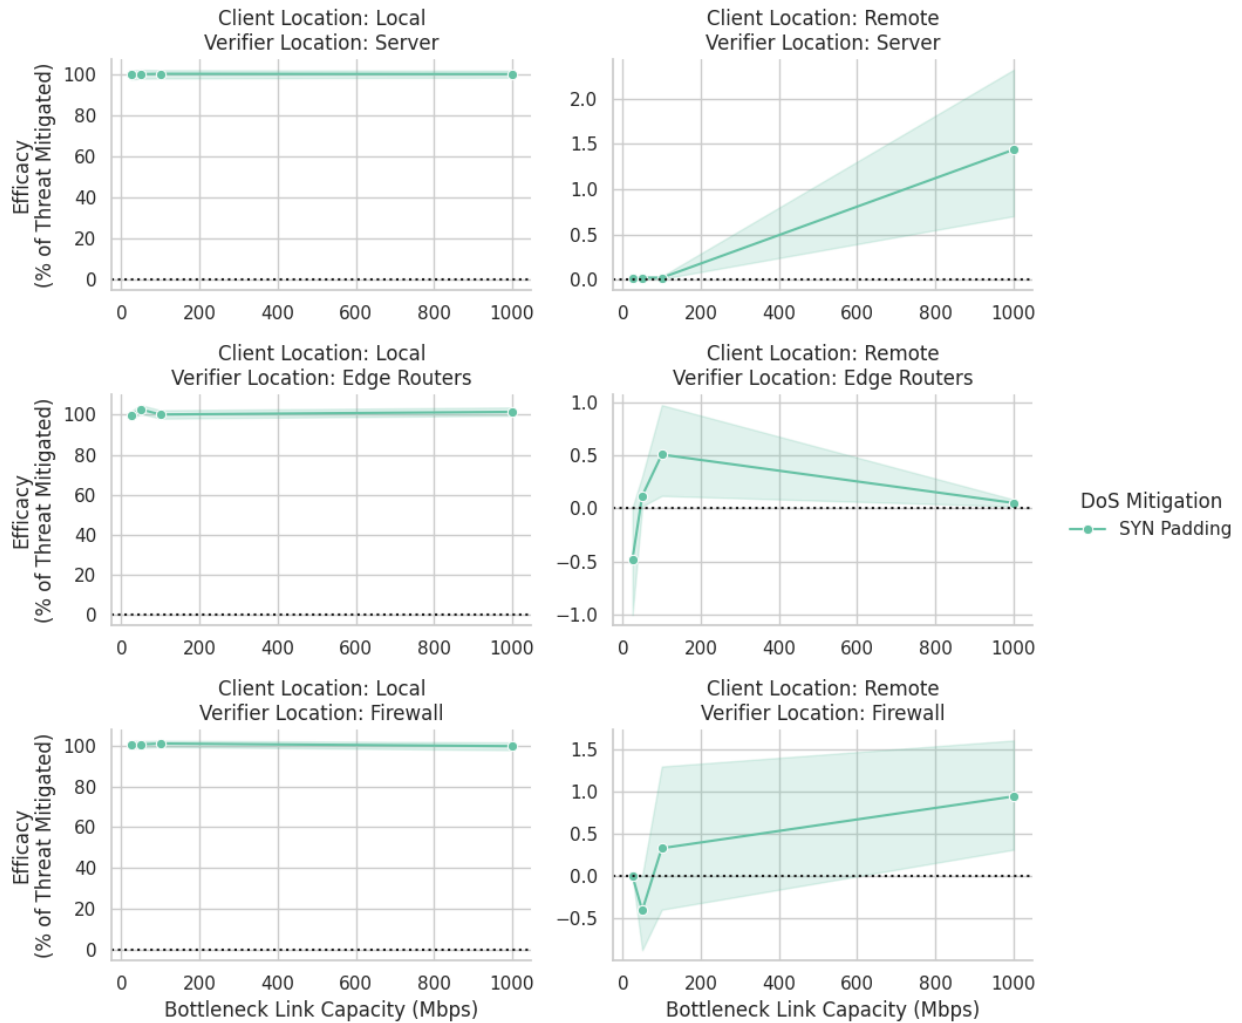 Client Location: Local
Verifier Location: Server
Client Location: Remote
Verifier Location: Server
Efficacy
(% of Threat Mitigated)
100
80
60
40
20
0
0 200 400 600 800 1000
2.0
1.5
1.0
0.5
0.0
0 200 400 600 800 1000
Client Location: Local
Verifier Location: Edge Routers
Client Location: Remote
Verifier Location: Edge Routers
Efficacy
(% of Threat Mitigated)
100
80
60
40
20
0
0 200 400 600 800 1000
1.0
0.5
0.0
−0.5
−1.0
0 200 400 600 800 1000
DoS Mitigation
SYN Padding
Client Location: Local
Verifier Location: Firewall
Client Location: Remote
Verifier Location: Firewall
Efficacy
(% of Threat Mitigated)
100
80
60
40
20
0
0 200 400 600 800 1000
Bottleneck Link Capacity (Mbps)
1.5
1.0
0.5
0.0
−0.5
0 200 400 600 800 1000
Bottleneck Link Capacity (Mbps)